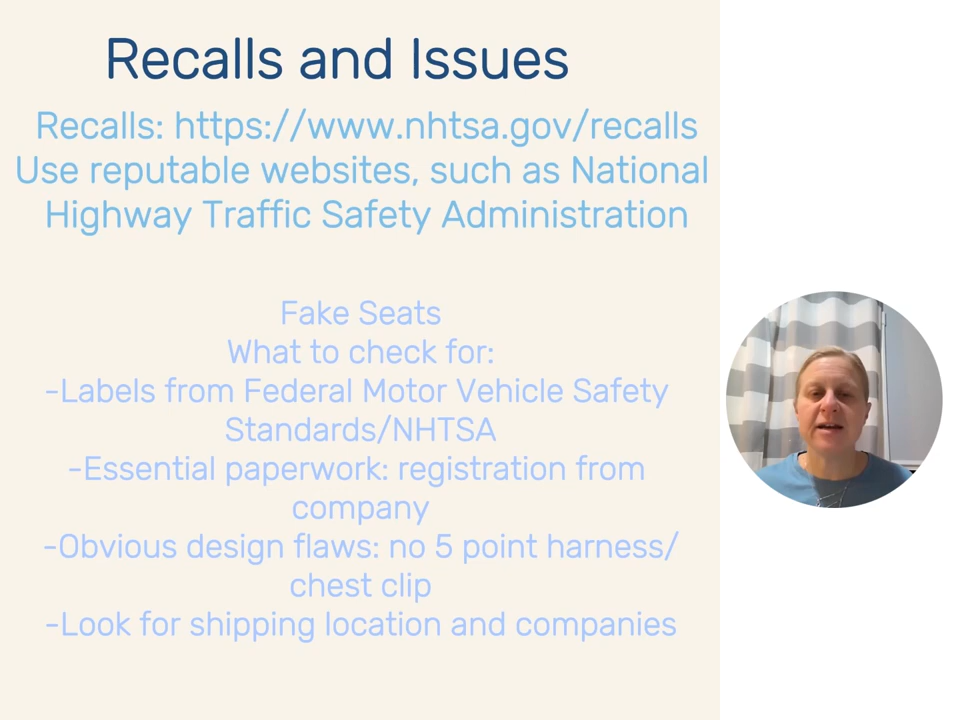 Recalls and Issues
Recalls: https://www.nhtsa.gov/recalls
Use reputable websites, such as National
Highway Traffic Safety Administration
Fake Seats
What to check for:
-Labels from Federal Motor Vehicle Safety
Standards/NHTSA
-Essential paperwork: registration from
company
-Obvious design flaws: no 5 point harness/
chest clip
-Look for shipping location and companies